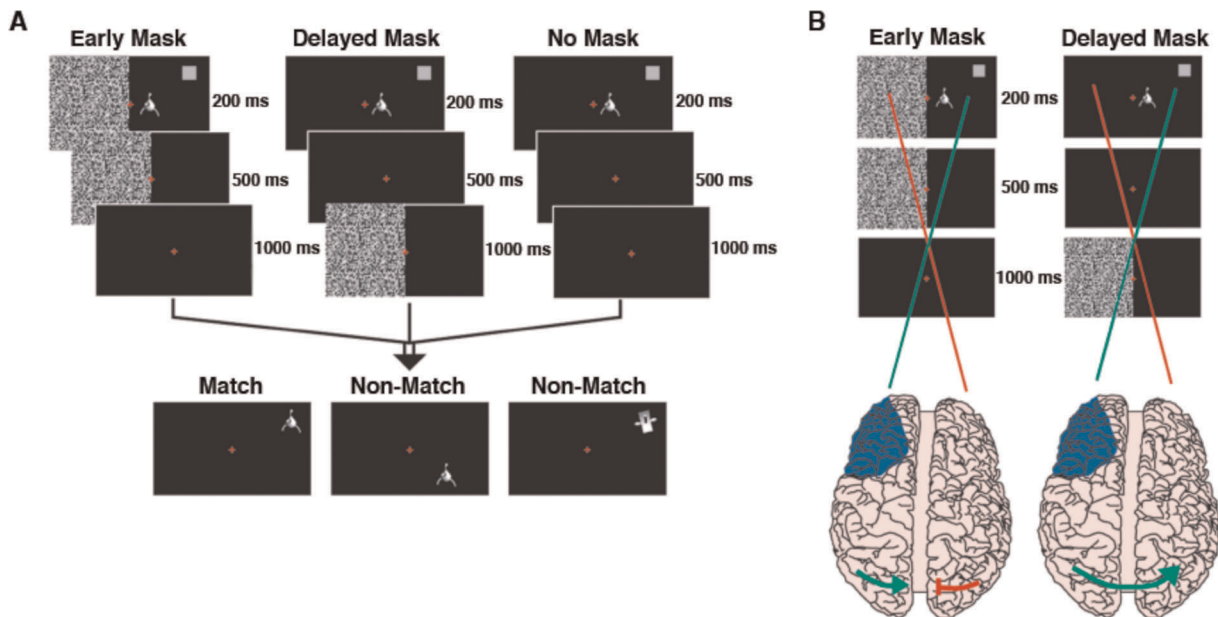 A
Early Mask
Delayed Mask
No Mask
200 ms
200 ms
200 ms
500 ms
500 ms
500 ms
1000 ms
1000 ms
1000 ms
Match
Non-Match
Non-Match
B
Early Mask
Delayed Mask
200 ms
500 ms
1000 ms